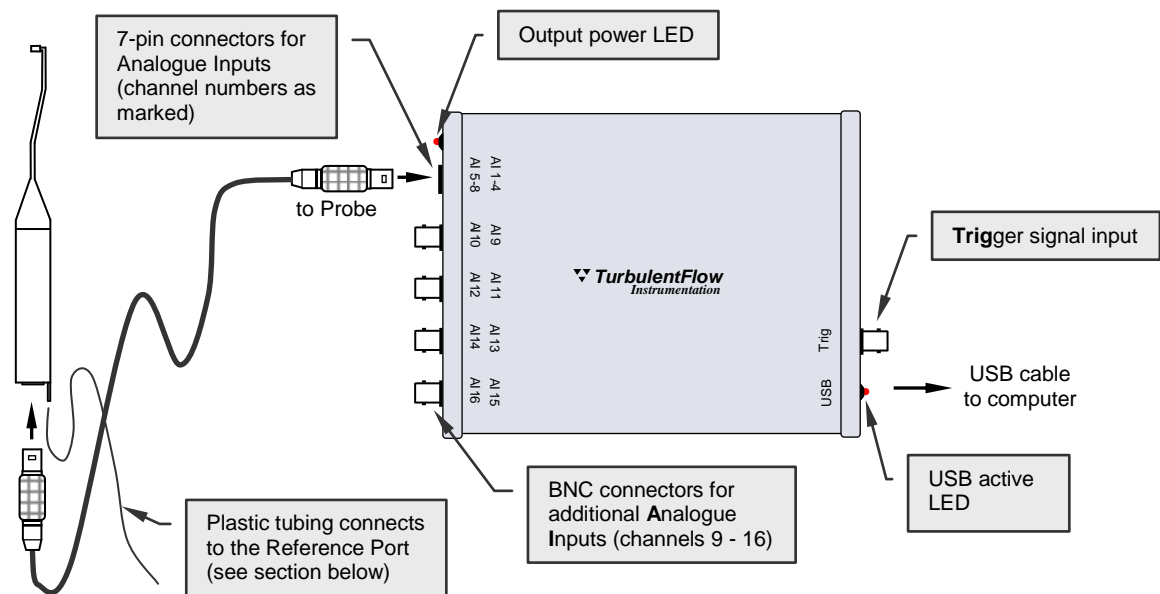 7-pin connectors for
Analogue Inputs
(channel numbers as
marked)
Output power LED
to Probe
AI 1-4
AI 5-8
AI 9
AI 10
AI 11
AI 12
AI 13
AI 14
AI 15
AI 16
TurbulentFlow
Instrumentation
Trigger signal input
Trig
USB
USB cable
to computer
USB active
LED
BNC connectors for
additional Analogue
Inputs (channels 9 - 16)
Plastic tubing connects
to the Reference Port
(see section below)